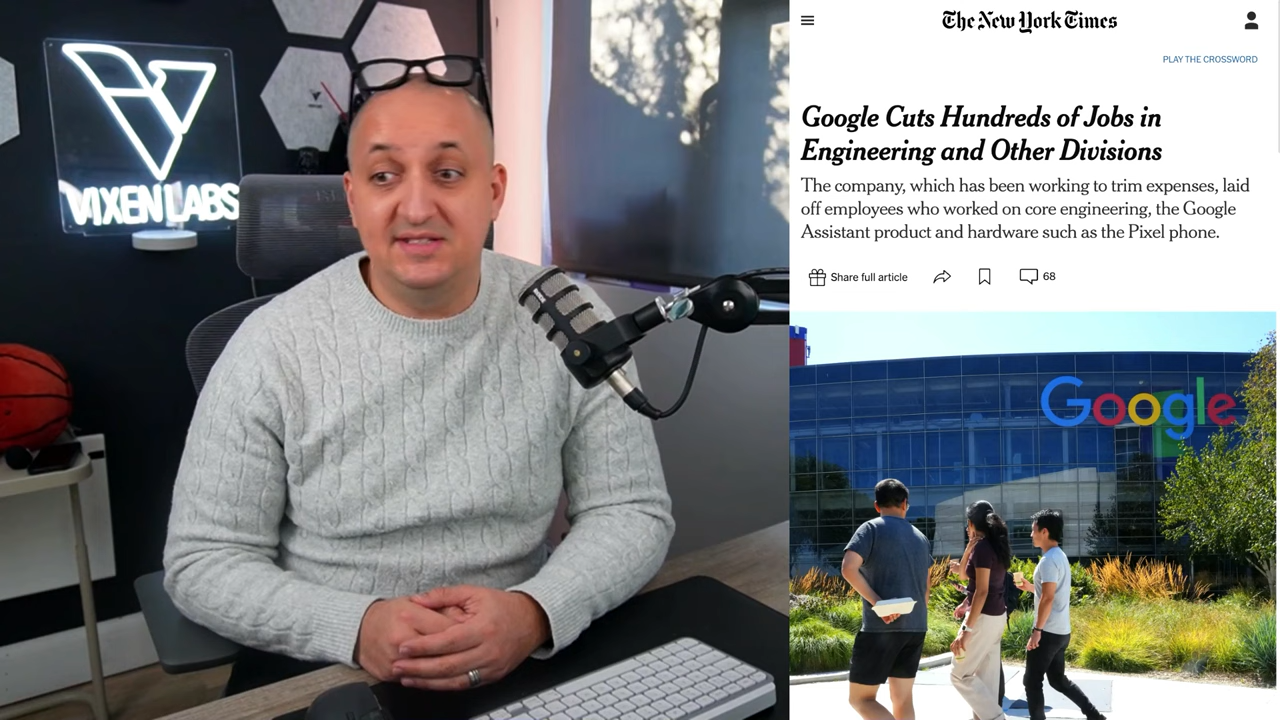 VIXEN LABS
The New York Times
PLAY THE CROSSWORD
Google Cuts Hundreds of Jobs in
Engineering and Other Divisions
The company, which has been working to trim expenses, laid
off employees who worked on core engineering, the Google
Assistant product and hardware such as the Pixel phone.
Share full article
68
Google